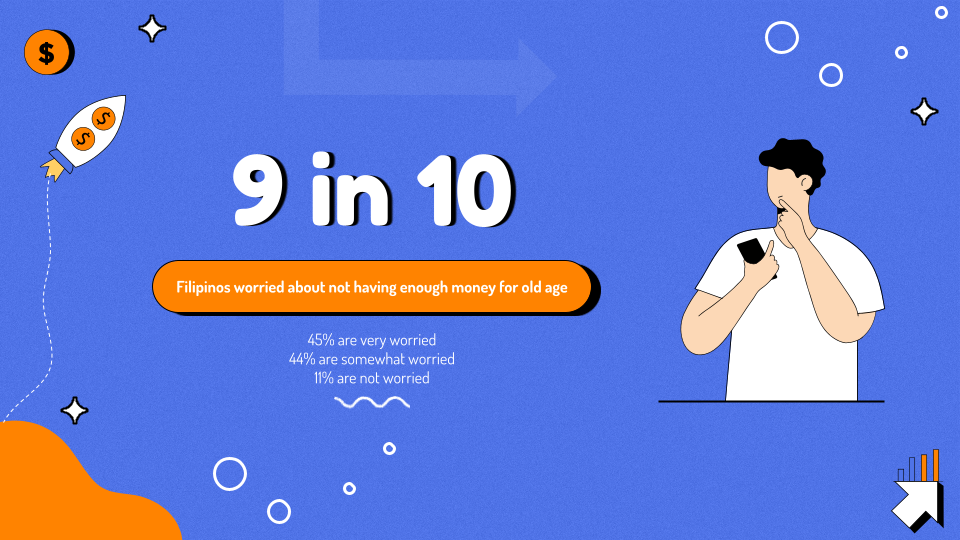 $
$
$
9 in 10
Filipinos worried about not having enough money for old age
45% are very worried
44% are somewhat worried
11% are not worried